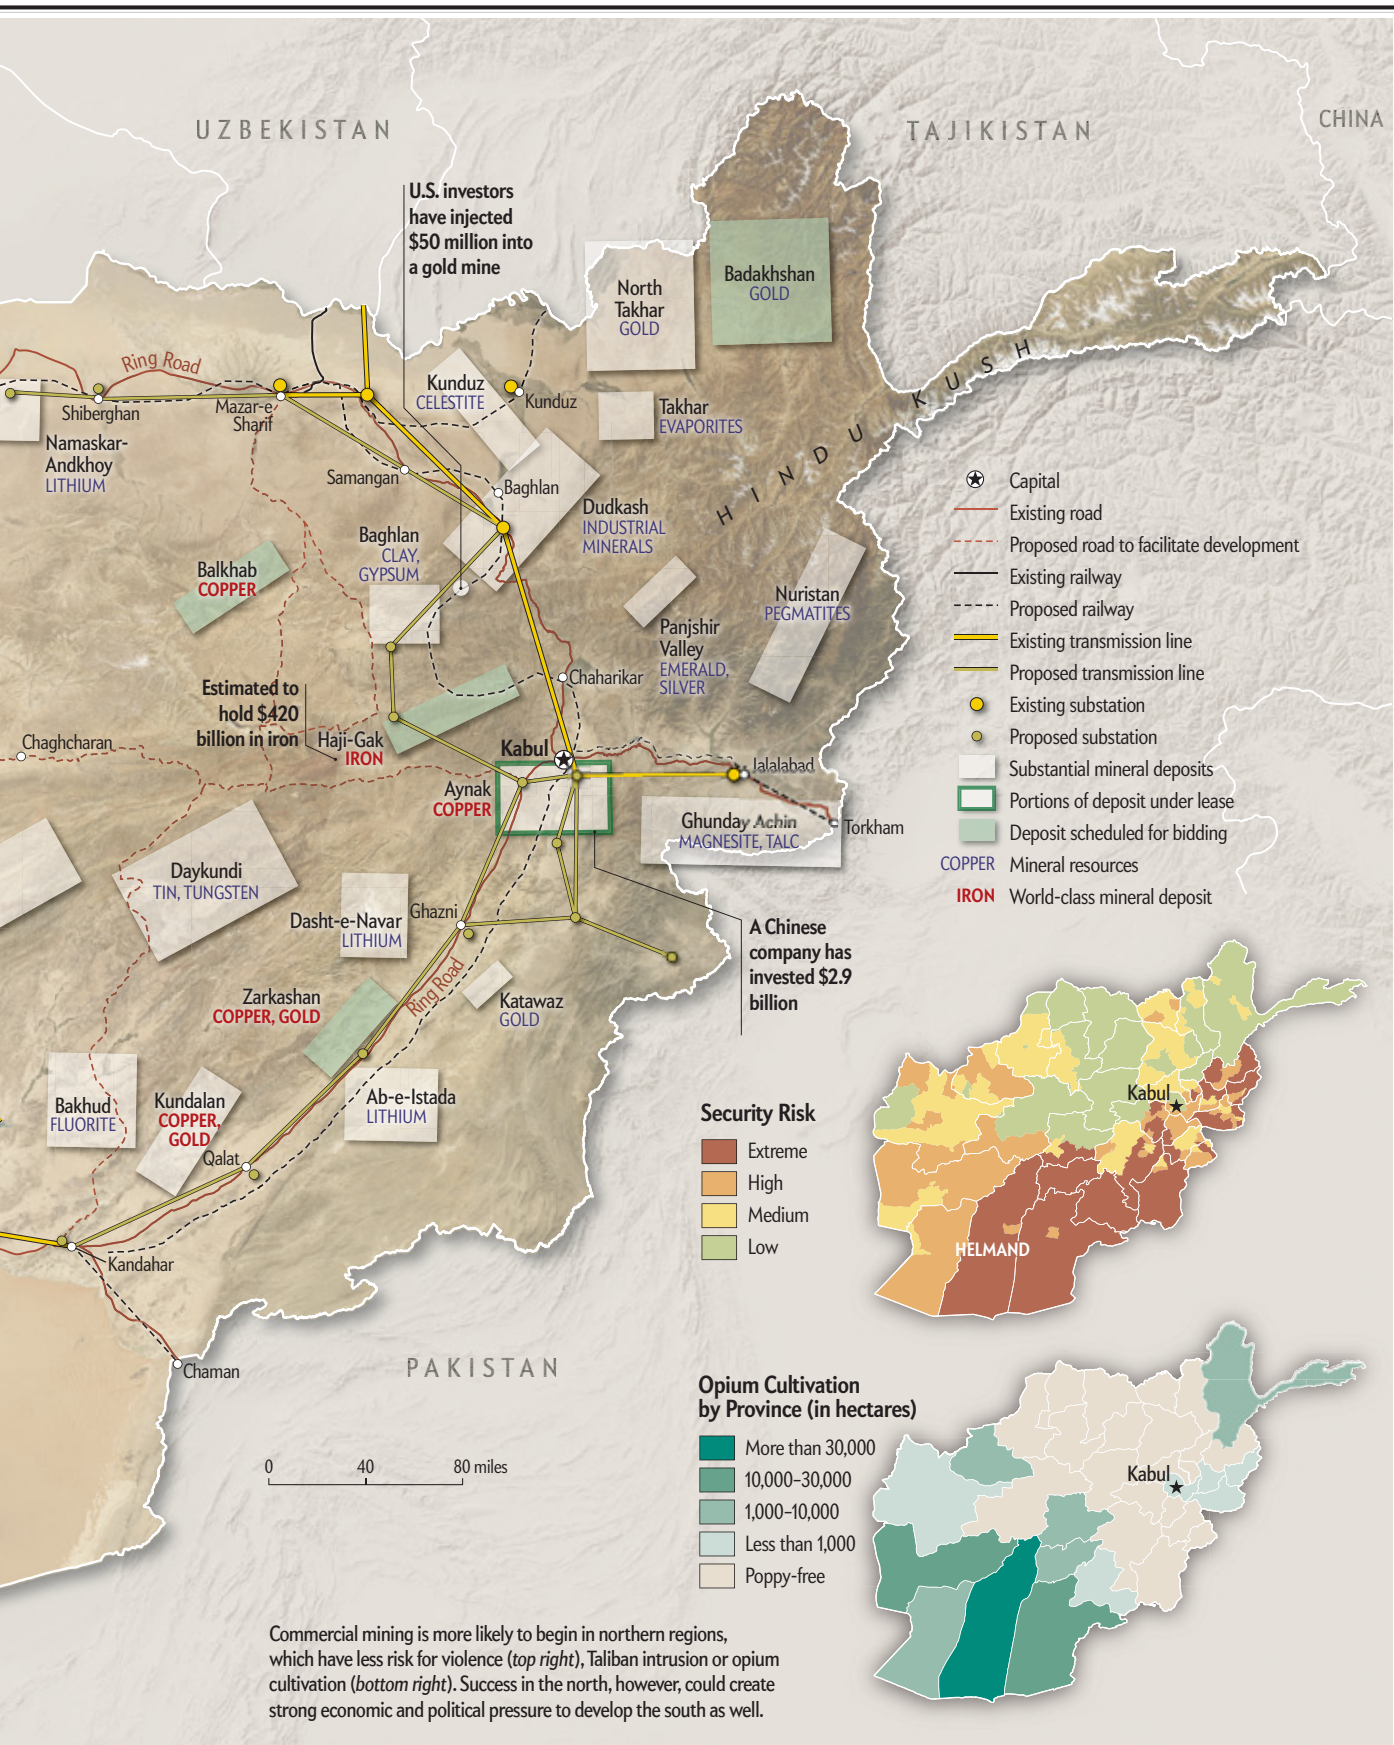 UZBEKISTAN
TAJIKISTAN
CHINA
U.S. investors
have injected
$50 million into
a gold mine
North
Takhar
GOLD
Badakhshan
GOLD
Ring Road
Shiberghan
Mazar-e
Sharif
Kunduz
CELESTITE
Kunduz
Takhar
EVAPORITES
HINDU KUSH
Namaskar-
Andkhoy
LITHIUM
Samangan
Baghlan
Dudkash
INDUSTRIAL
MINERALS
Baghlan
CLAY,
GYPSUM
Balkhab
COPPER
Nuristan
PEGMATITES
Panjshir
Valley
EMERALD,
SILVER
Chaharikar
Estimated to
hold $420
billion in iron
Haji-Gak
IRON
Chaghcharan
Kabul
Jalalabad
Aynak
COPPER
Ghunday Achin
MAGNESITE, TALC
Torkham
Daykundi
TIN, TUNGSTEN
Dasht-e-Navar
LITHIUM
Ghazni
A Chinese
company has
invested $2.9
billion
Ring Road
Zarkashan
COPPER, GOLD
Katawaz
GOLD
Bakhud
FLUORITE
Kundalan
COPPER,
GOLD
Ab-e-Istada
LITHIUM
Qalat
Kandahar
Chaman
PAKISTAN
0 40 80 miles
Capital
Existing road
Proposed road to facilitate development
Existing railway
Proposed railway
Existing transmission line
Proposed transmission line
Existing substation
Proposed substation
Substantial mineral deposits
Portions of deposit under lease
Deposit scheduled for bidding
COPPER Mineral resources
IRON World-class mineral deposit
Security Risk
Extreme
High
Medium
Low
Kabul
HELMAND
Opium Cultivation
by Province (in hectares)
More than 30,000
10,000–30,000
1,000–10,000
Less than 1,000
Poppy-free
Kabul
Commercial mining is more likely to begin in northern regions,
which have less risk for violence (top right), Taliban intrusion or opium
cultivation (bottom right). Success in the north, however, could create
strong economic and political pressure to develop the south as well.